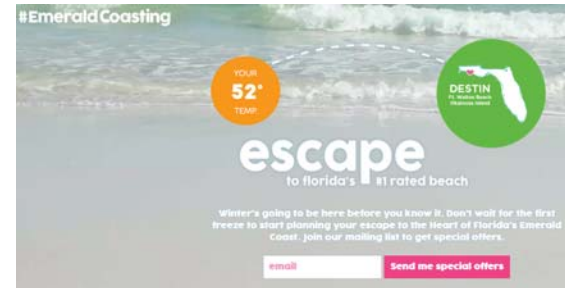 #EmeraldCoasting
YOUR
52°
TEMP.
DESTIN
Ft. Walton Beach
Okaloosa Island
escape
to florida's #1 rated beach
Winter's going to be here before you know it. Don't wait for the first
freeze to start planning your escape to the Heart of Florida's Emerald
Coast. Join our mailing list to get special offers.
email
Send me special offers